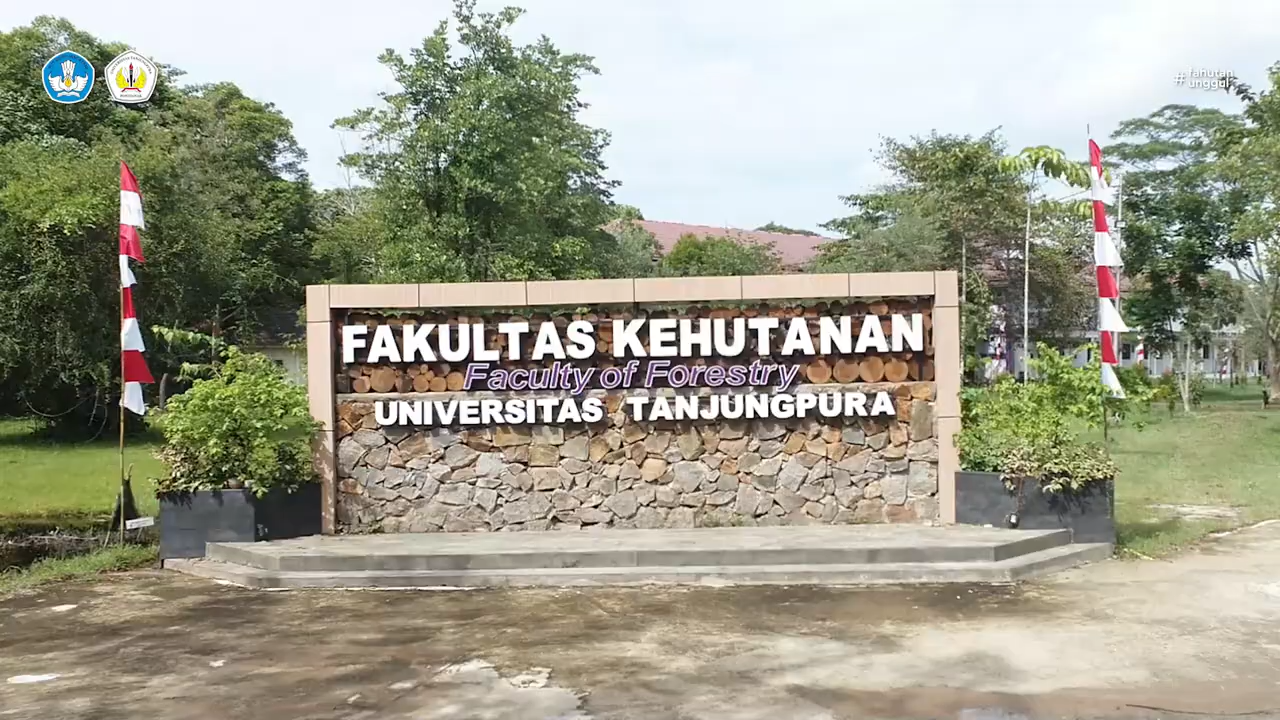 #fahutan
unggul
FAKULTAS KEHUTANAN
Faculty of Forestry
UNIVERSITAS TANJUNGPURA